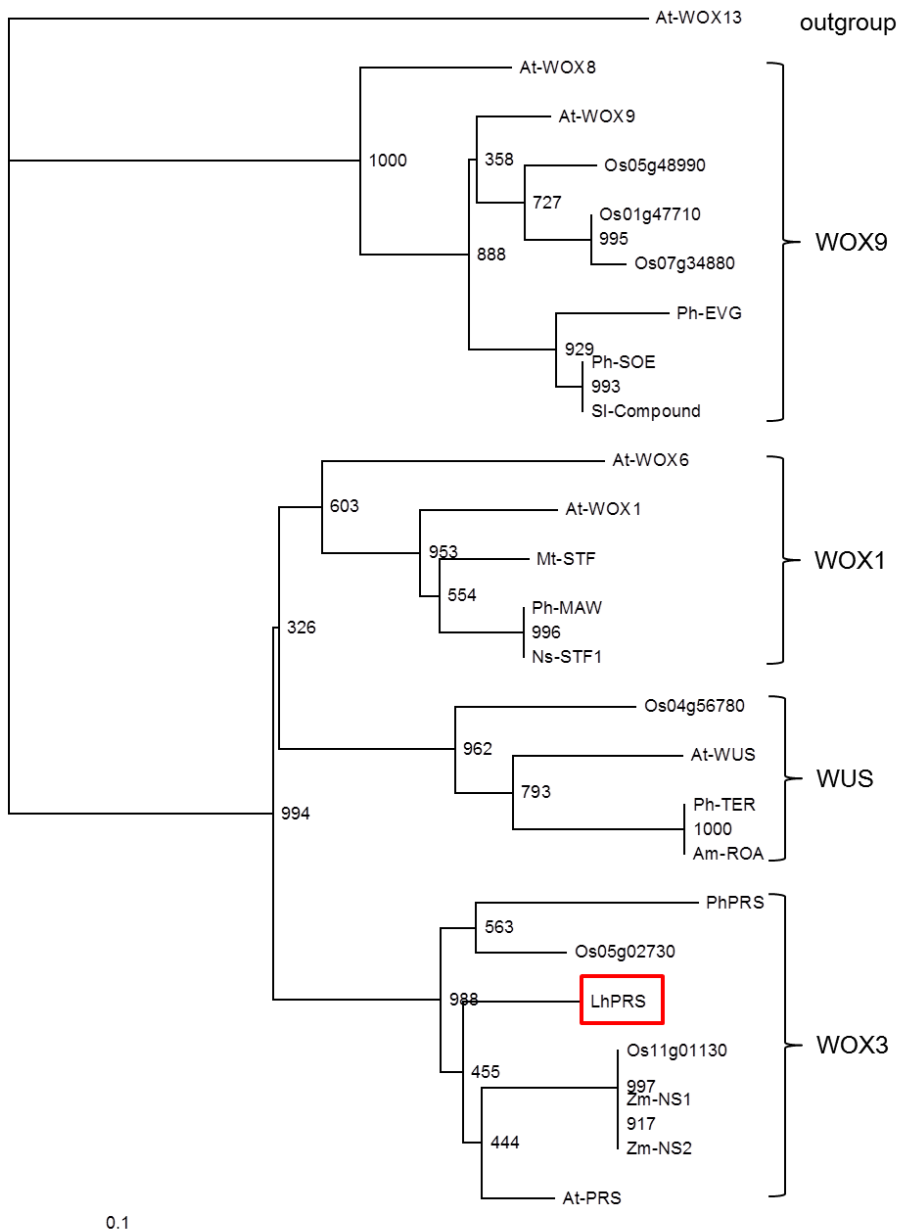 At-WOX13
outgroup
At-WOX8
At-WOX9
1000
358
Os05g48990
727
Os01g47710
995
WOX9
888
Os07g34880
Ph-EVG
929
Ph-SOE
993
Sl-Compound
At-WOX6
603
At-WOX1
953
Mt-STF
WOX1
554
Ph-MAW
326
996
Ns-STF1
Os04g56780
962
At-WUS
WUS
793
Ph-TER
994
1000
Am-ROA
PhPRS
563
Os05g02730
988
LhPRS
WOX3
Os11g01130
455
997
Zm-NS1
917
444
Zm-NS2
At-PRS
0.1